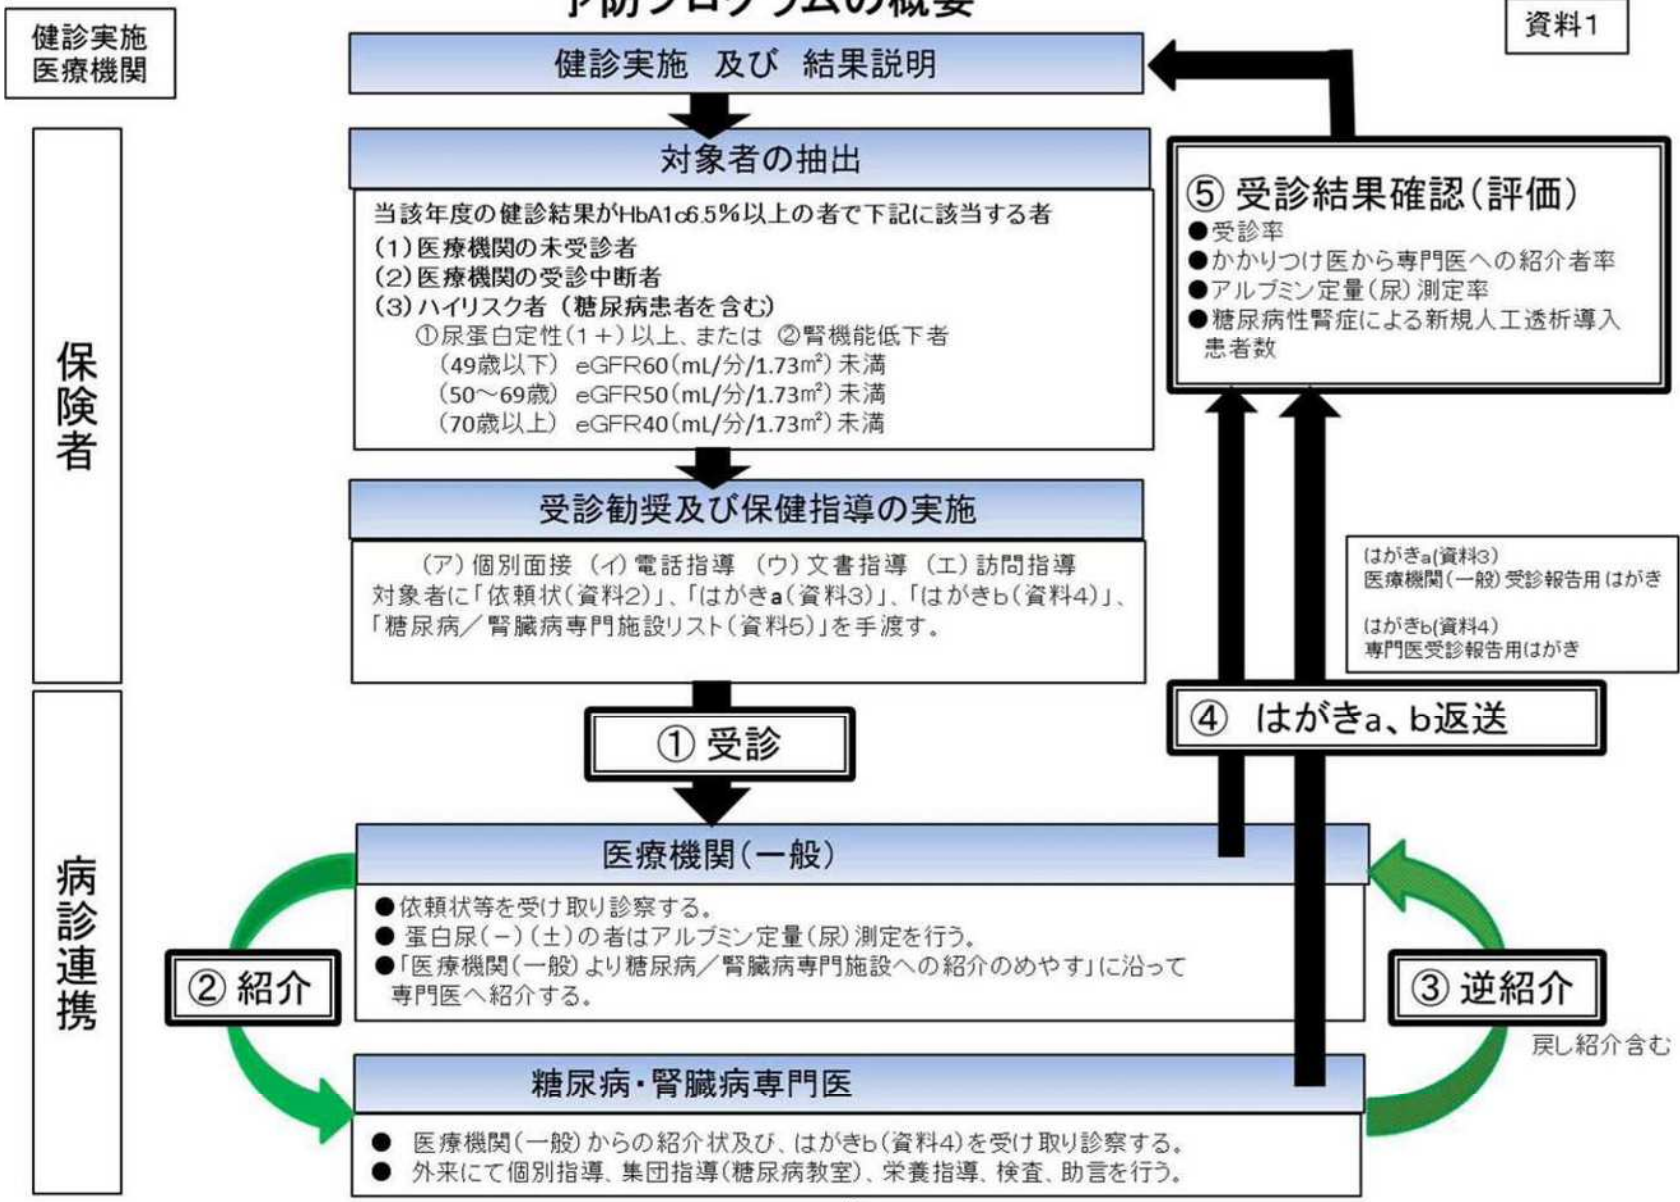 予防プログラムの概要
資料1
健診実施
医療機関
健診実施 及び 結果説明
保険者
対象者の抽出
当該年度の健診結果がHbA1c6.5%以上の者で下記に該当する者
(1)医療機関の未受診者
(2)医療機関の受診中断者
(3)ハイリスク者 (糖尿病患者を含む)
①尿蛋白定性(1+)以上、または ②腎機能低下者
(49歳以下) eGFR60(mL/分/1.73㎡)未満
(50〜69歳) eGFR50(mL/分/1.73㎡)未満
(70歳以上) eGFR40(mL/分/1.73㎡)未満
受診勧奨及び保健指導の実施
(ア)個別面接 (イ)電話指導 (ウ)文書指導 (エ)訪問指導
対象者に「依頼状(資料2)」、「はがきa(資料3)」、「はがきb(資料4)」、
「糖尿病/腎臓病専門施設リスト(資料5)」を手渡す。
⑤ 受診結果確認(評価)
●受診率
●かかりつけ医から専門医への紹介者率
●アルブミン定量(尿)測定率
●糖尿病性腎症による新規人工透析導入
患者数
はがきa(資料3)
医療機関(一般)受診報告用はがき
はがきb(資料4)
専門医受診報告用はがき
① 受診
④ はがきa、b返送
病診連携
医療機関(一般)
●依頼状等を受け取り診察する。
● 蛋白尿(-)(±)の者はアルブミン定量(尿)測定を行う。
●「医療機関(一般)より糖尿病/腎臓病専門施設への紹介のめやす」に沿って
専門医へ紹介する。
② 紹介
③ 逆紹介
戻し紹介含む
糖尿病・腎臓病専門医
● 医療機関(一般)からの紹介状及び、はがきb(資料4)を受け取り診察する。
● 外来にて個別指導、集団指導(糖尿病教室)、栄養指導、検査、助言を行う。